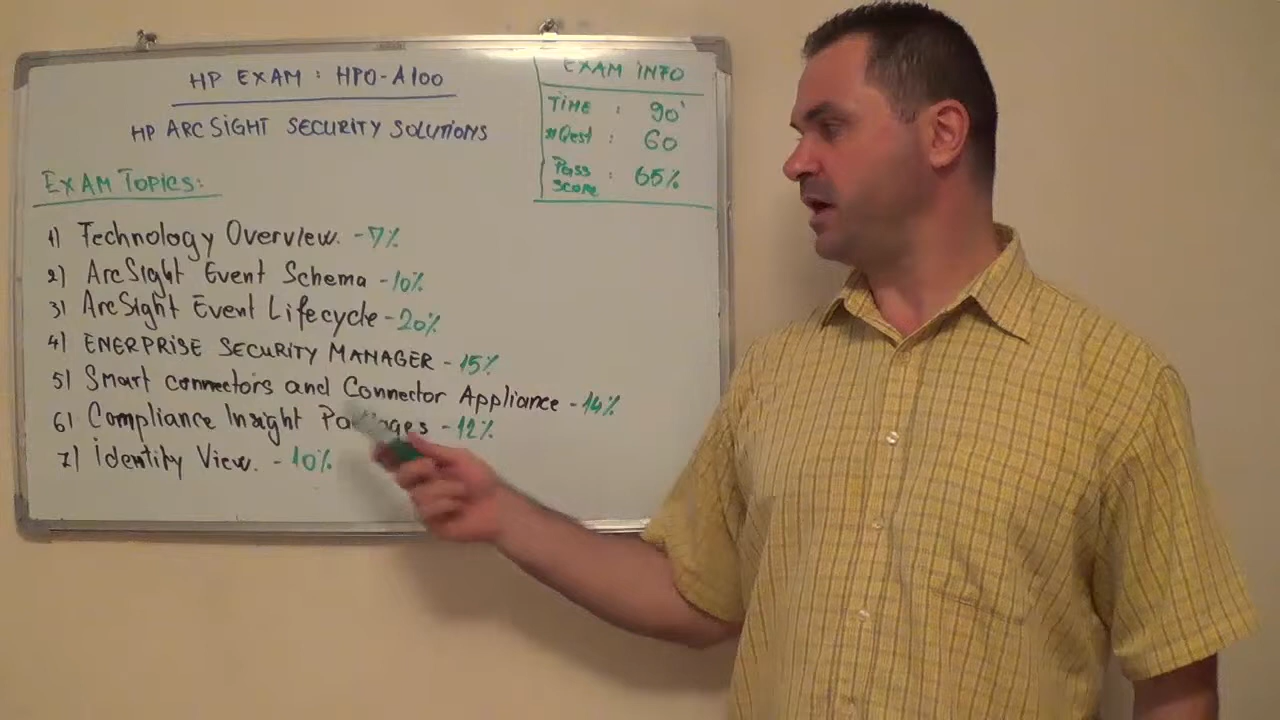 HP EXAM : HP0-A100
HP ARCSIGHT SECURITY SOLUTIONS
EXAM TOPICS:
1) Technology Overview. - 7%
2) ArcSight Event Schema - 10%
3) ArcSight Event Lifecycle - 20%
4) ENERPRISE SECURITY MANAGER - 15%
5) Smart connectors and Connector Appliance - 14%
6) Compliance Insight Packages - 12%
7) Identity View. - 10%
EXAM INFO
TIME : 90'
#Qest : 60
Pass score : 65%